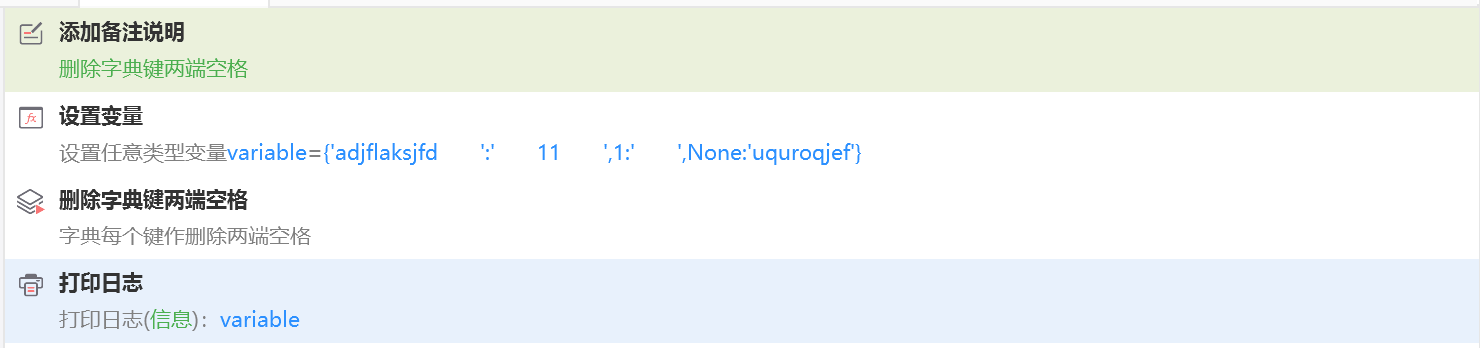 添加备注说明
删除字典键两端空格
设置变量
设置任意类型变量variable={'adjflaksjfd       ':'       11       ',1:'       ',None:'uquroqjef'}
删除字典键两端空格
字典每个键作删除两端空格
打印日志
打印日志(信息)：variable